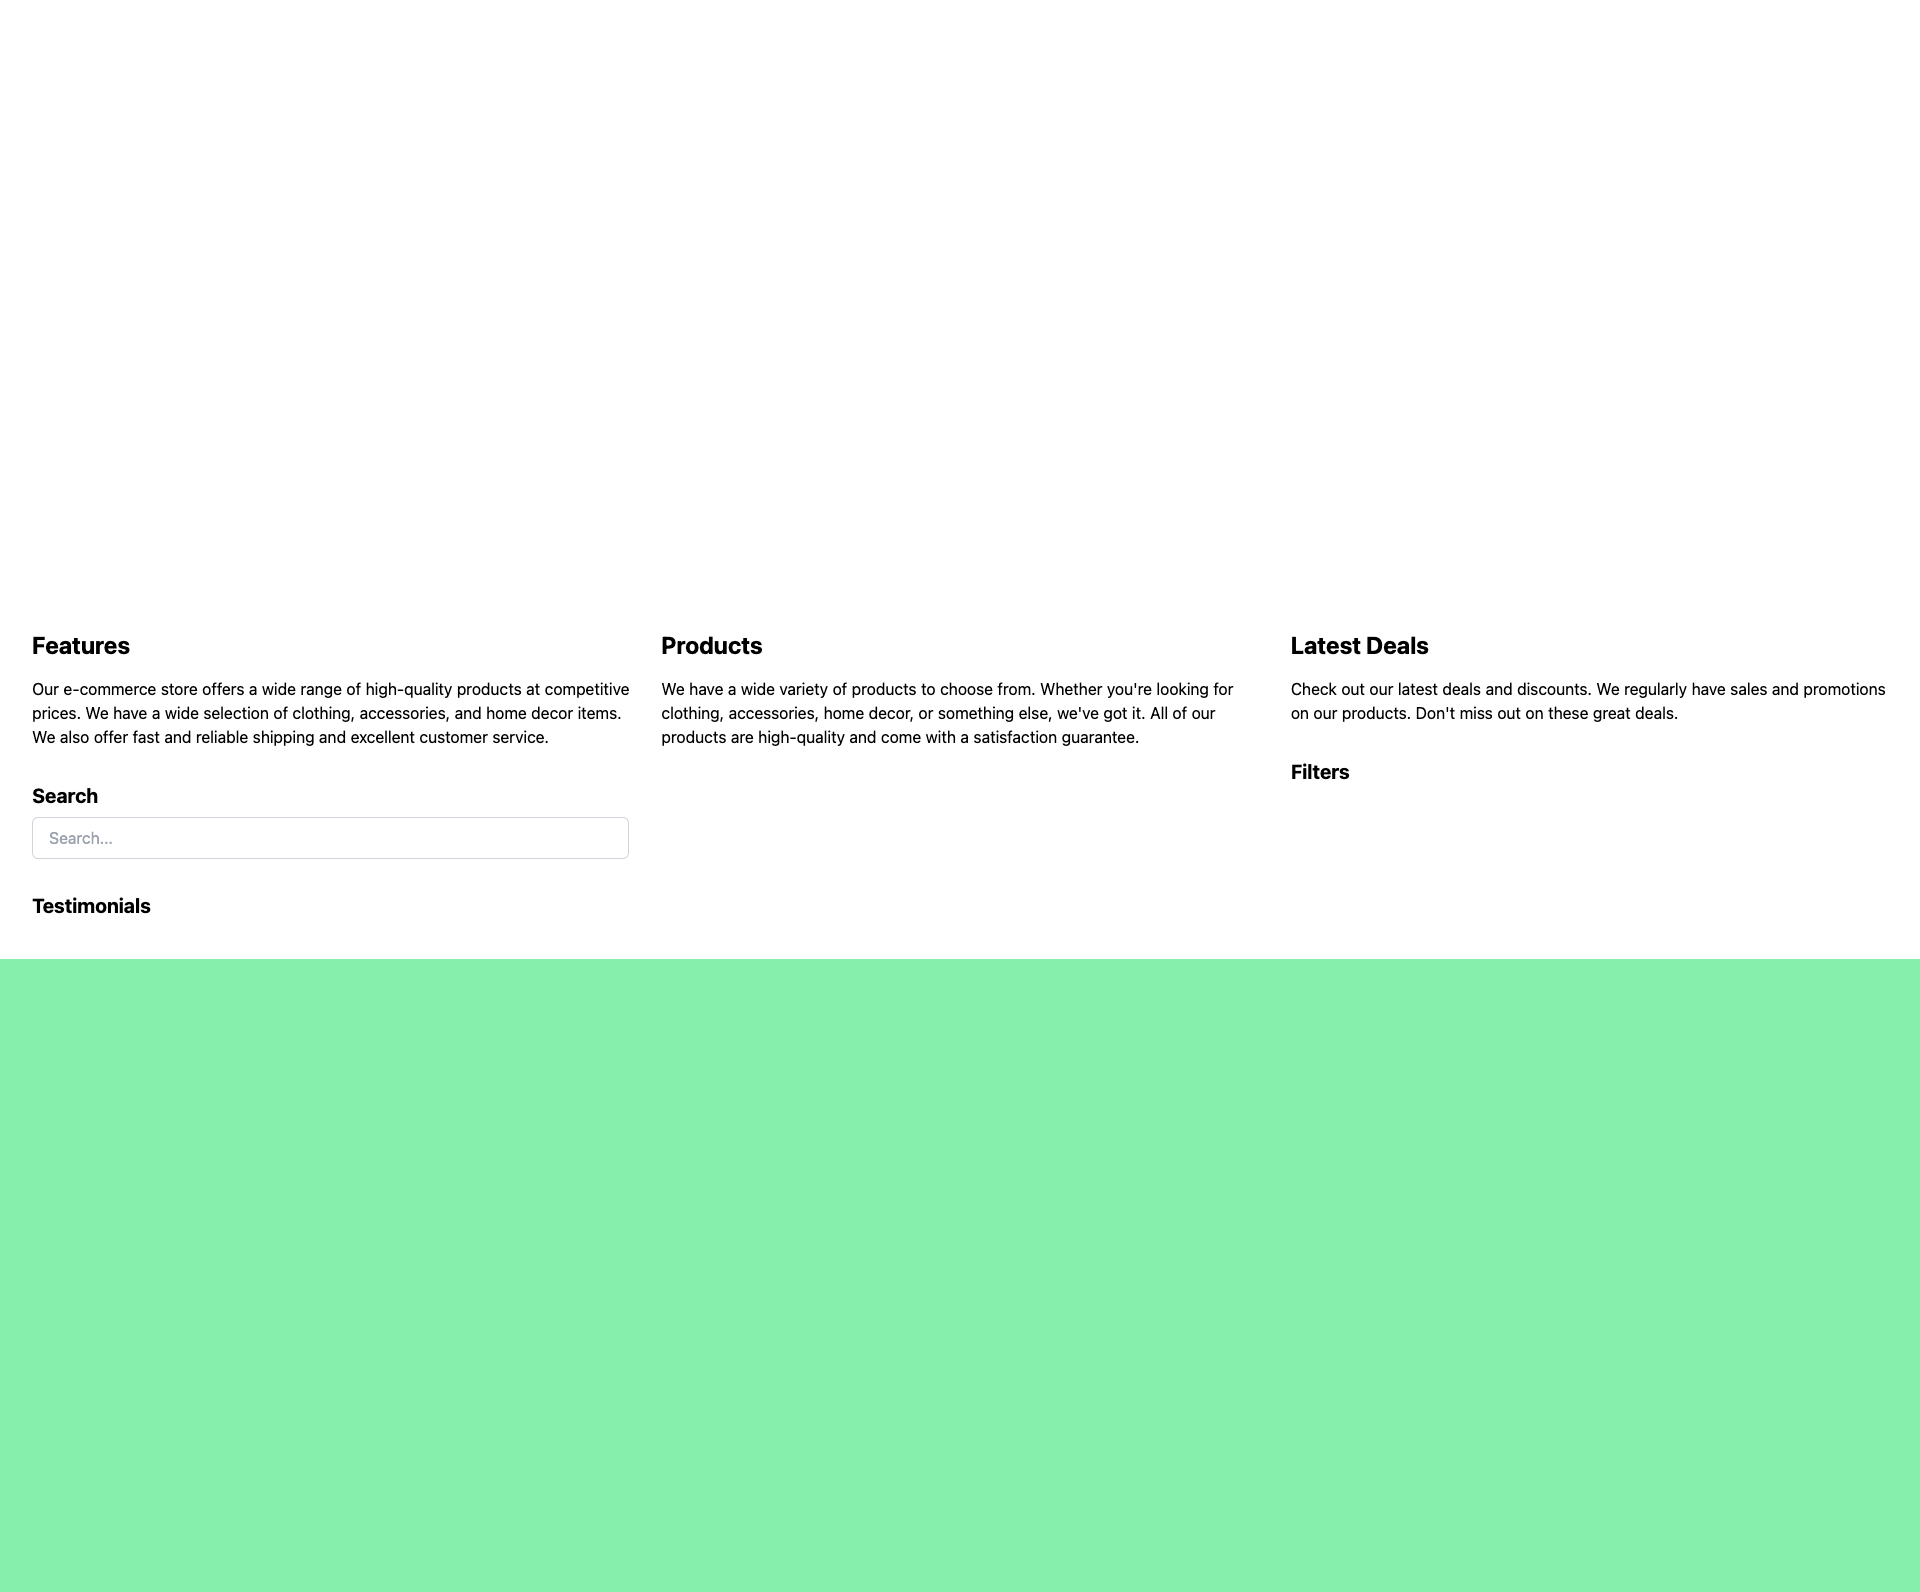 Features
Our e-commerce store offers a wide range of high-quality products at competitive
prices. We have a wide selection of clothing, accessories, and home decor items.
We also offer fast and reliable shipping and excellent customer service.
Search
Search...
Testimonials
Products
We have a wide variety of products to choose from. Whether you're looking for
clothing, accessories, home decor, or something else, we've got it. All of our
products are high-quality and come with a satisfaction guarantee.
Latest Deals
Check out our latest deals and discounts. We regularly have sales and promotions
on our products. Don't miss out on these great deals.
Filters